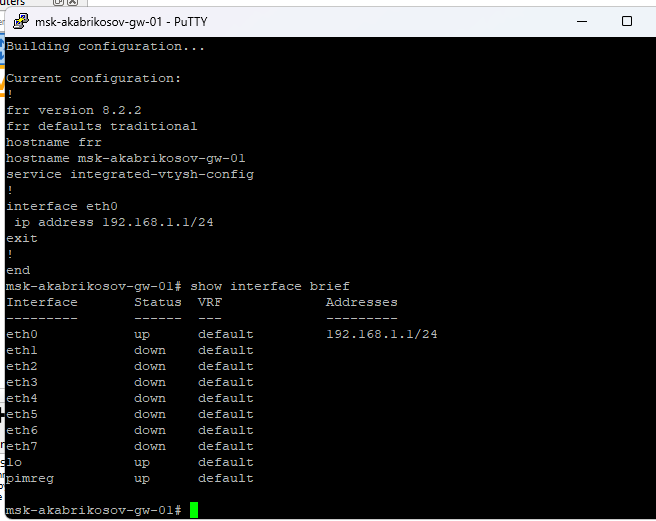 uters
msk-akabrikosov-gw-01 - PuTTY
Building configuration...
Current configuration:
!
frr version 8.2.2
frr defaults traditional
hostname frr
hostname msk-akabrikosov-gw-01
service integrated-vtysh-config
!
interface eth0
 ip address 192.168.1.1/24
exit
!
end
msk-akabrikosov-gw-01# show interface brief
Interface       Status  VRF             Addresses
---------       ------  ---             ---------
eth0            up      default         192.168.1.1/24
eth1            down    default
eth2            down    default
eth3            down    default
eth4            down    default
eth5            down    default
eth6            down    default
eth7            down    default
lo              up      default
pimreg          up      default
msk-akabrikosov-gw-01#